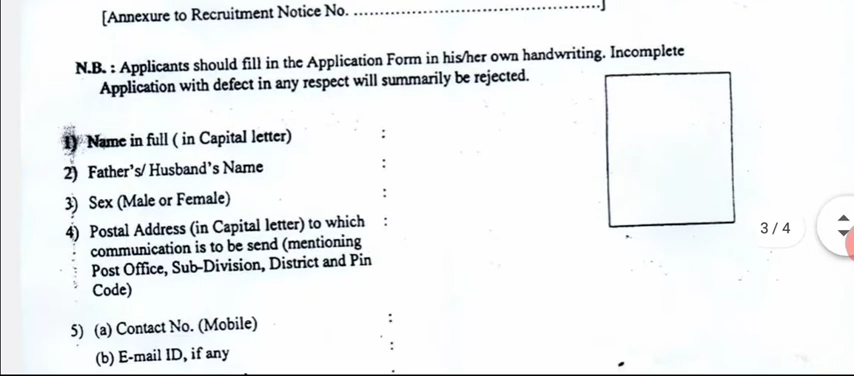 [Annexure to Recruitment Notice No. ..................................................]
N.B. : Applicants should fill in the Application Form in his/her own handwriting. Incomplete
Application with defect in any respect will summarily be rejected.
1) Name in full ( in Capital letter) :
2) Father's/ Husband's Name :
3) Sex (Male or Female) :
4) Postal Address (in Capital letter) to which :
communication is to be send (mentioning
Post Office, Sub-Division, District and Pin
Code)
3 / 4
5) (a) Contact No. (Mobile) :
(b) E-mail ID, if any :